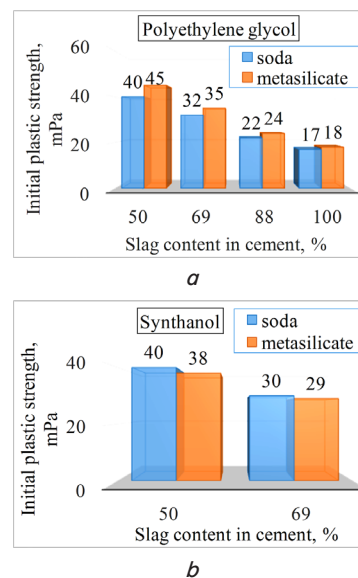 Polyethylene glycol
soda
metasilicate
Initial plastic strength,
mPa
60
40
20
0
40 45 32 35 22 24 17 18
50 69 88 100
Slag content in cement, %
a
Synthanol
soda
metasilicate
Initial plastic strength,
mPa
40
20
0
40 38 30 29
50 69
Slag content in cement, %
b